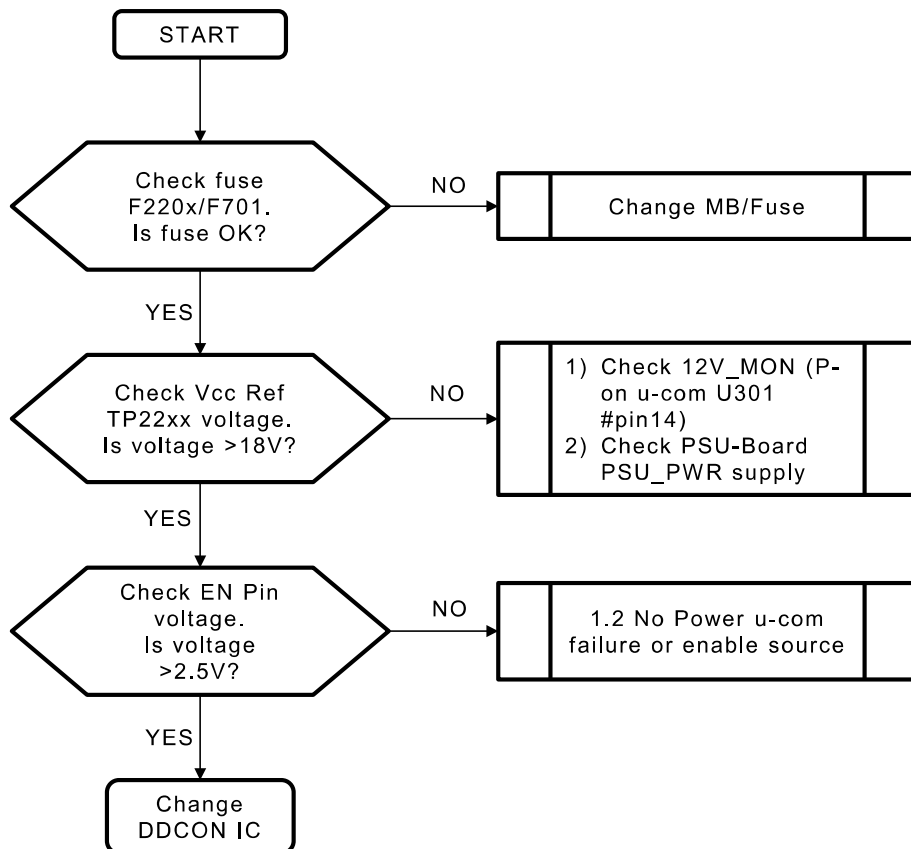 START
Check fuse
F220x/F701.
Is fuse OK?
NO
Change MB/Fuse
YES
Check Vcc Ref
TP22xx voltage.
Is voltage >18V?
NO
1) Check 12V_MON (P-
on u-com U301
#pin14)
2) Check PSU-Board
PSU_PWR supply
YES
Check EN Pin
voltage.
Is voltage
>2.5V?
NO
1.2 No Power u-com
failure or enable source
YES
Change
DDCON IC